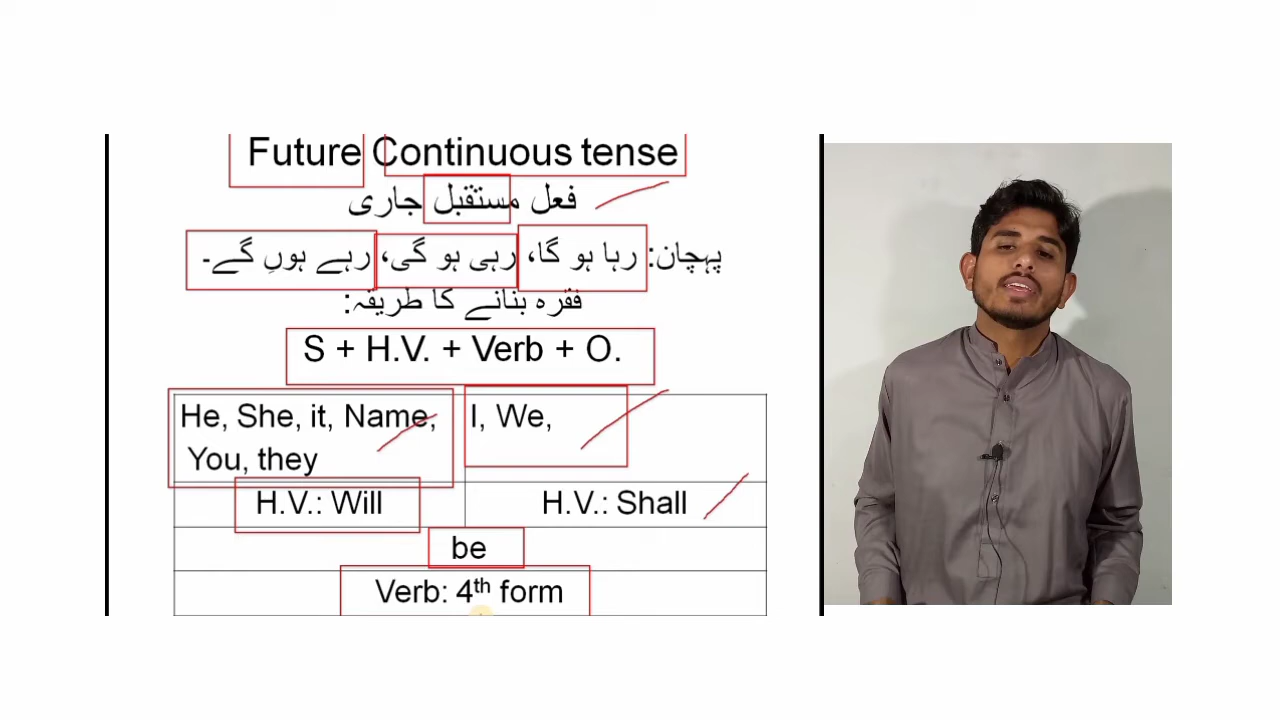 Future Continuous tense
فعل مستقبل جاری
پہچان: رہا ہو گا، رہی ہو گی، رہے ہوںِ گے۔
فقرہ بنانے کا طریقہ:
S + H.V. + Verb + O.
He, She, it, Name,
You, they
I, We,
H.V.: Will
H.V.: Shall
be
Verb: 4th form